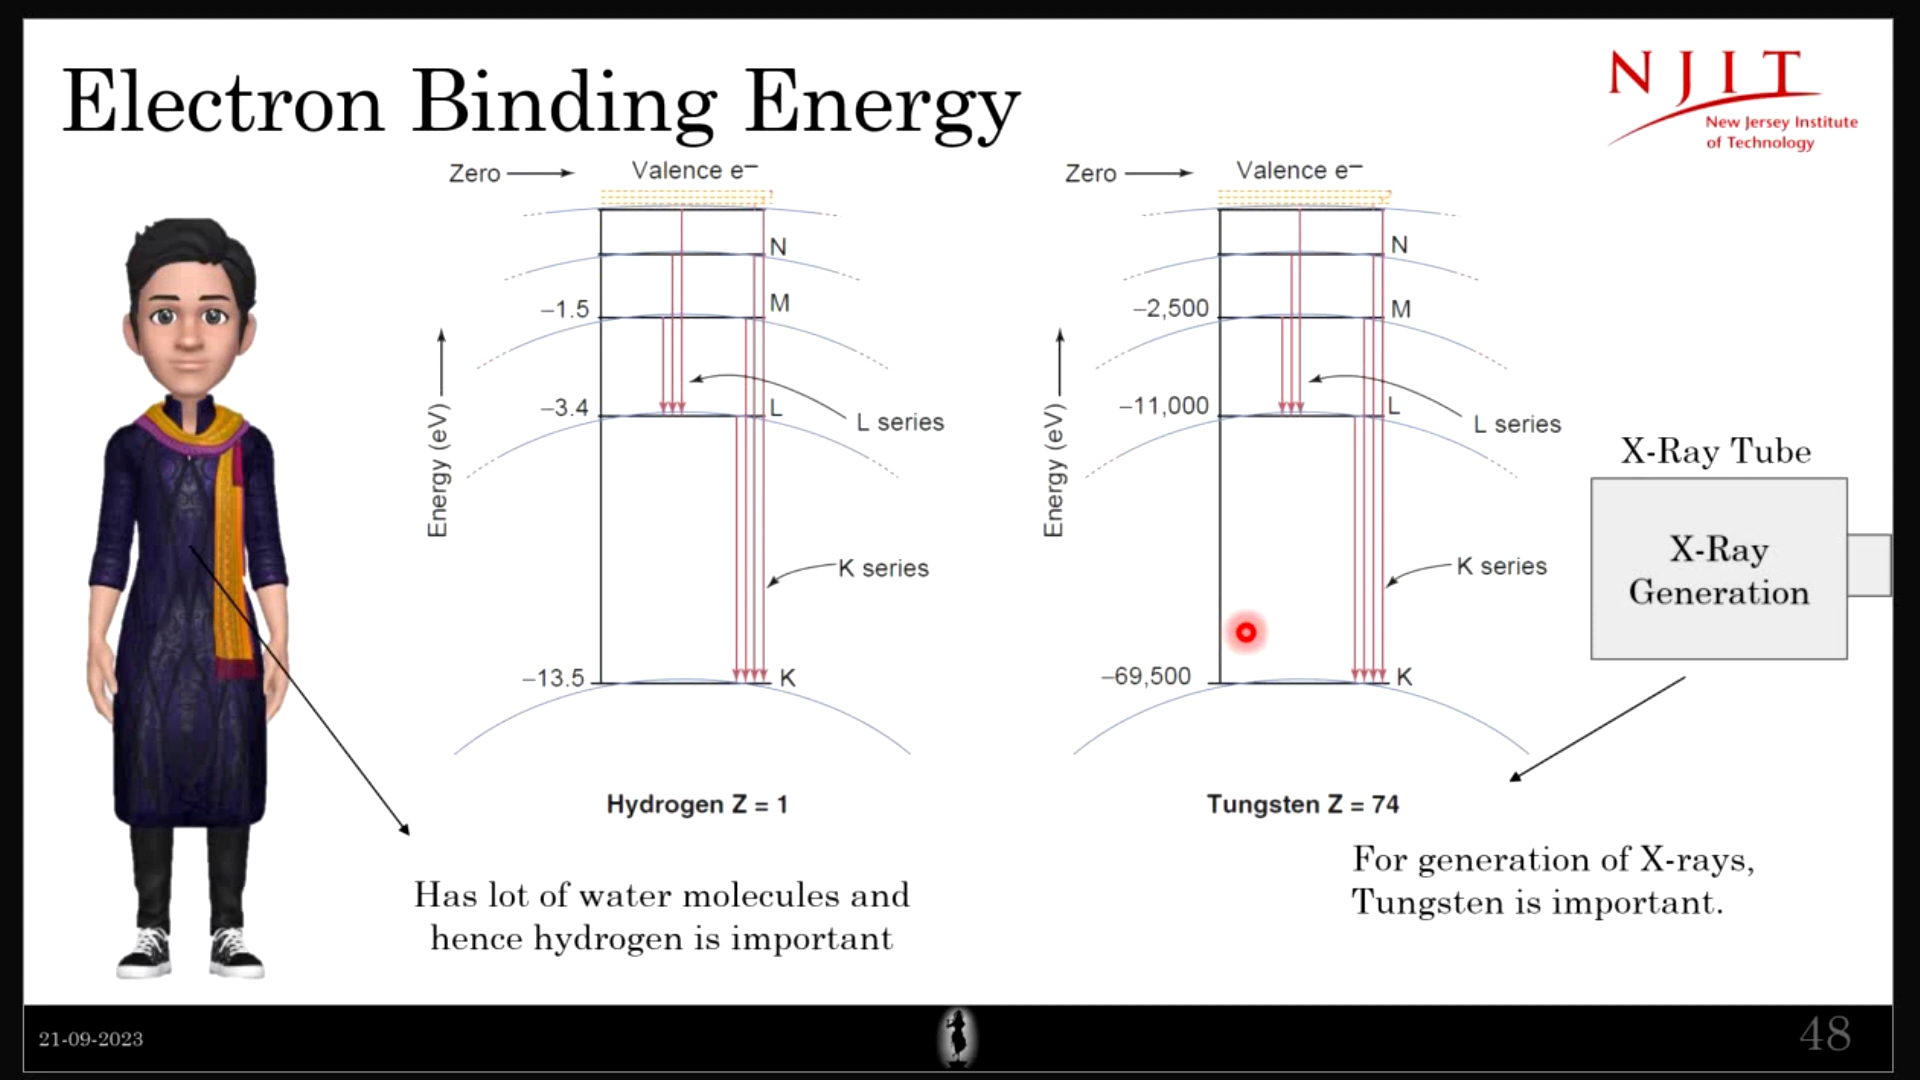 Electron Binding Energy
NJIT
New Jersey Institute
of Technology
Zero
Valence e–
N
–1.5
M
–3.4
L
L series
Energy (eV)
K series
–13.5
K
Hydrogen Z = 1
Zero
Valence e–
N
–2,500
M
–11,000
L
L series
Energy (eV)
K series
–69,500
K
Tungsten Z = 74
X-Ray Tube
X-Ray
Generation
Has lot of water molecules and
hence hydrogen is important
For generation of X-rays,
Tungsten is important.
21-09-2023
48